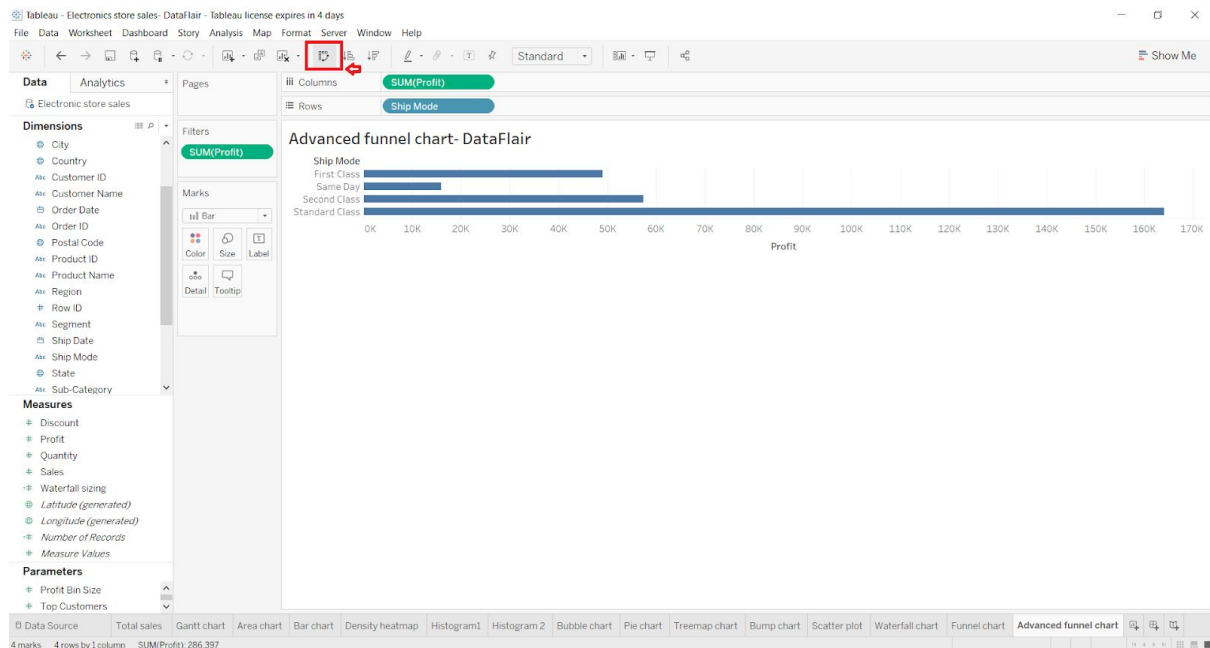 Tableau - Electronics store sales- DataFlair - Tableau license expires in 4 days
File Data Worksheet Dashboard Story Analysis Map Format Server Window Help
Standard
Show Me
Data Analytics
Pages
Columns SUM(Profit)
Electronic store sales
Rows Ship Mode
Dimensions
Filters
SUM(Profit)
Advanced funnel chart- DataFlair
City
Country
Abc Customer ID
Abc Customer Name
Order Date
Abc Order ID
Postal Code
Abc Product ID
Abc Product Name
Abc Region
# Row ID
Abc Segment
Ship Date
Abc Ship Mode
State
Abc Sub-Category
Marks
Bar
Color Size Label
Detail Tooltip
Ship Mode
First Class
Same Day
Second Class
Standard Class
0K 10K 20K 30K 40K 50K 60K 70K 80K 90K 100K 110K 120K 130K 140K 150K 160K 170K
Profit
Measures
# Discount
# Profit
# Quantity
# Sales
=# Waterfall sizing
Latitude (generated)
Longitude (generated)
=# Number of Records
# Measure Values
Parameters
# Profit Bin Size
# Top Customers
Data Source Total sales Gantt chart Area chart Bar chart Density heatmap Histogram1 Histogram 2 Bubble chart Pie chart Treemap chart Bump chart Scatter plot Waterfall chart Funnel chart Advanced funnel chart
4 marks 4 rows by 1 column SUM(Profit): 286,397